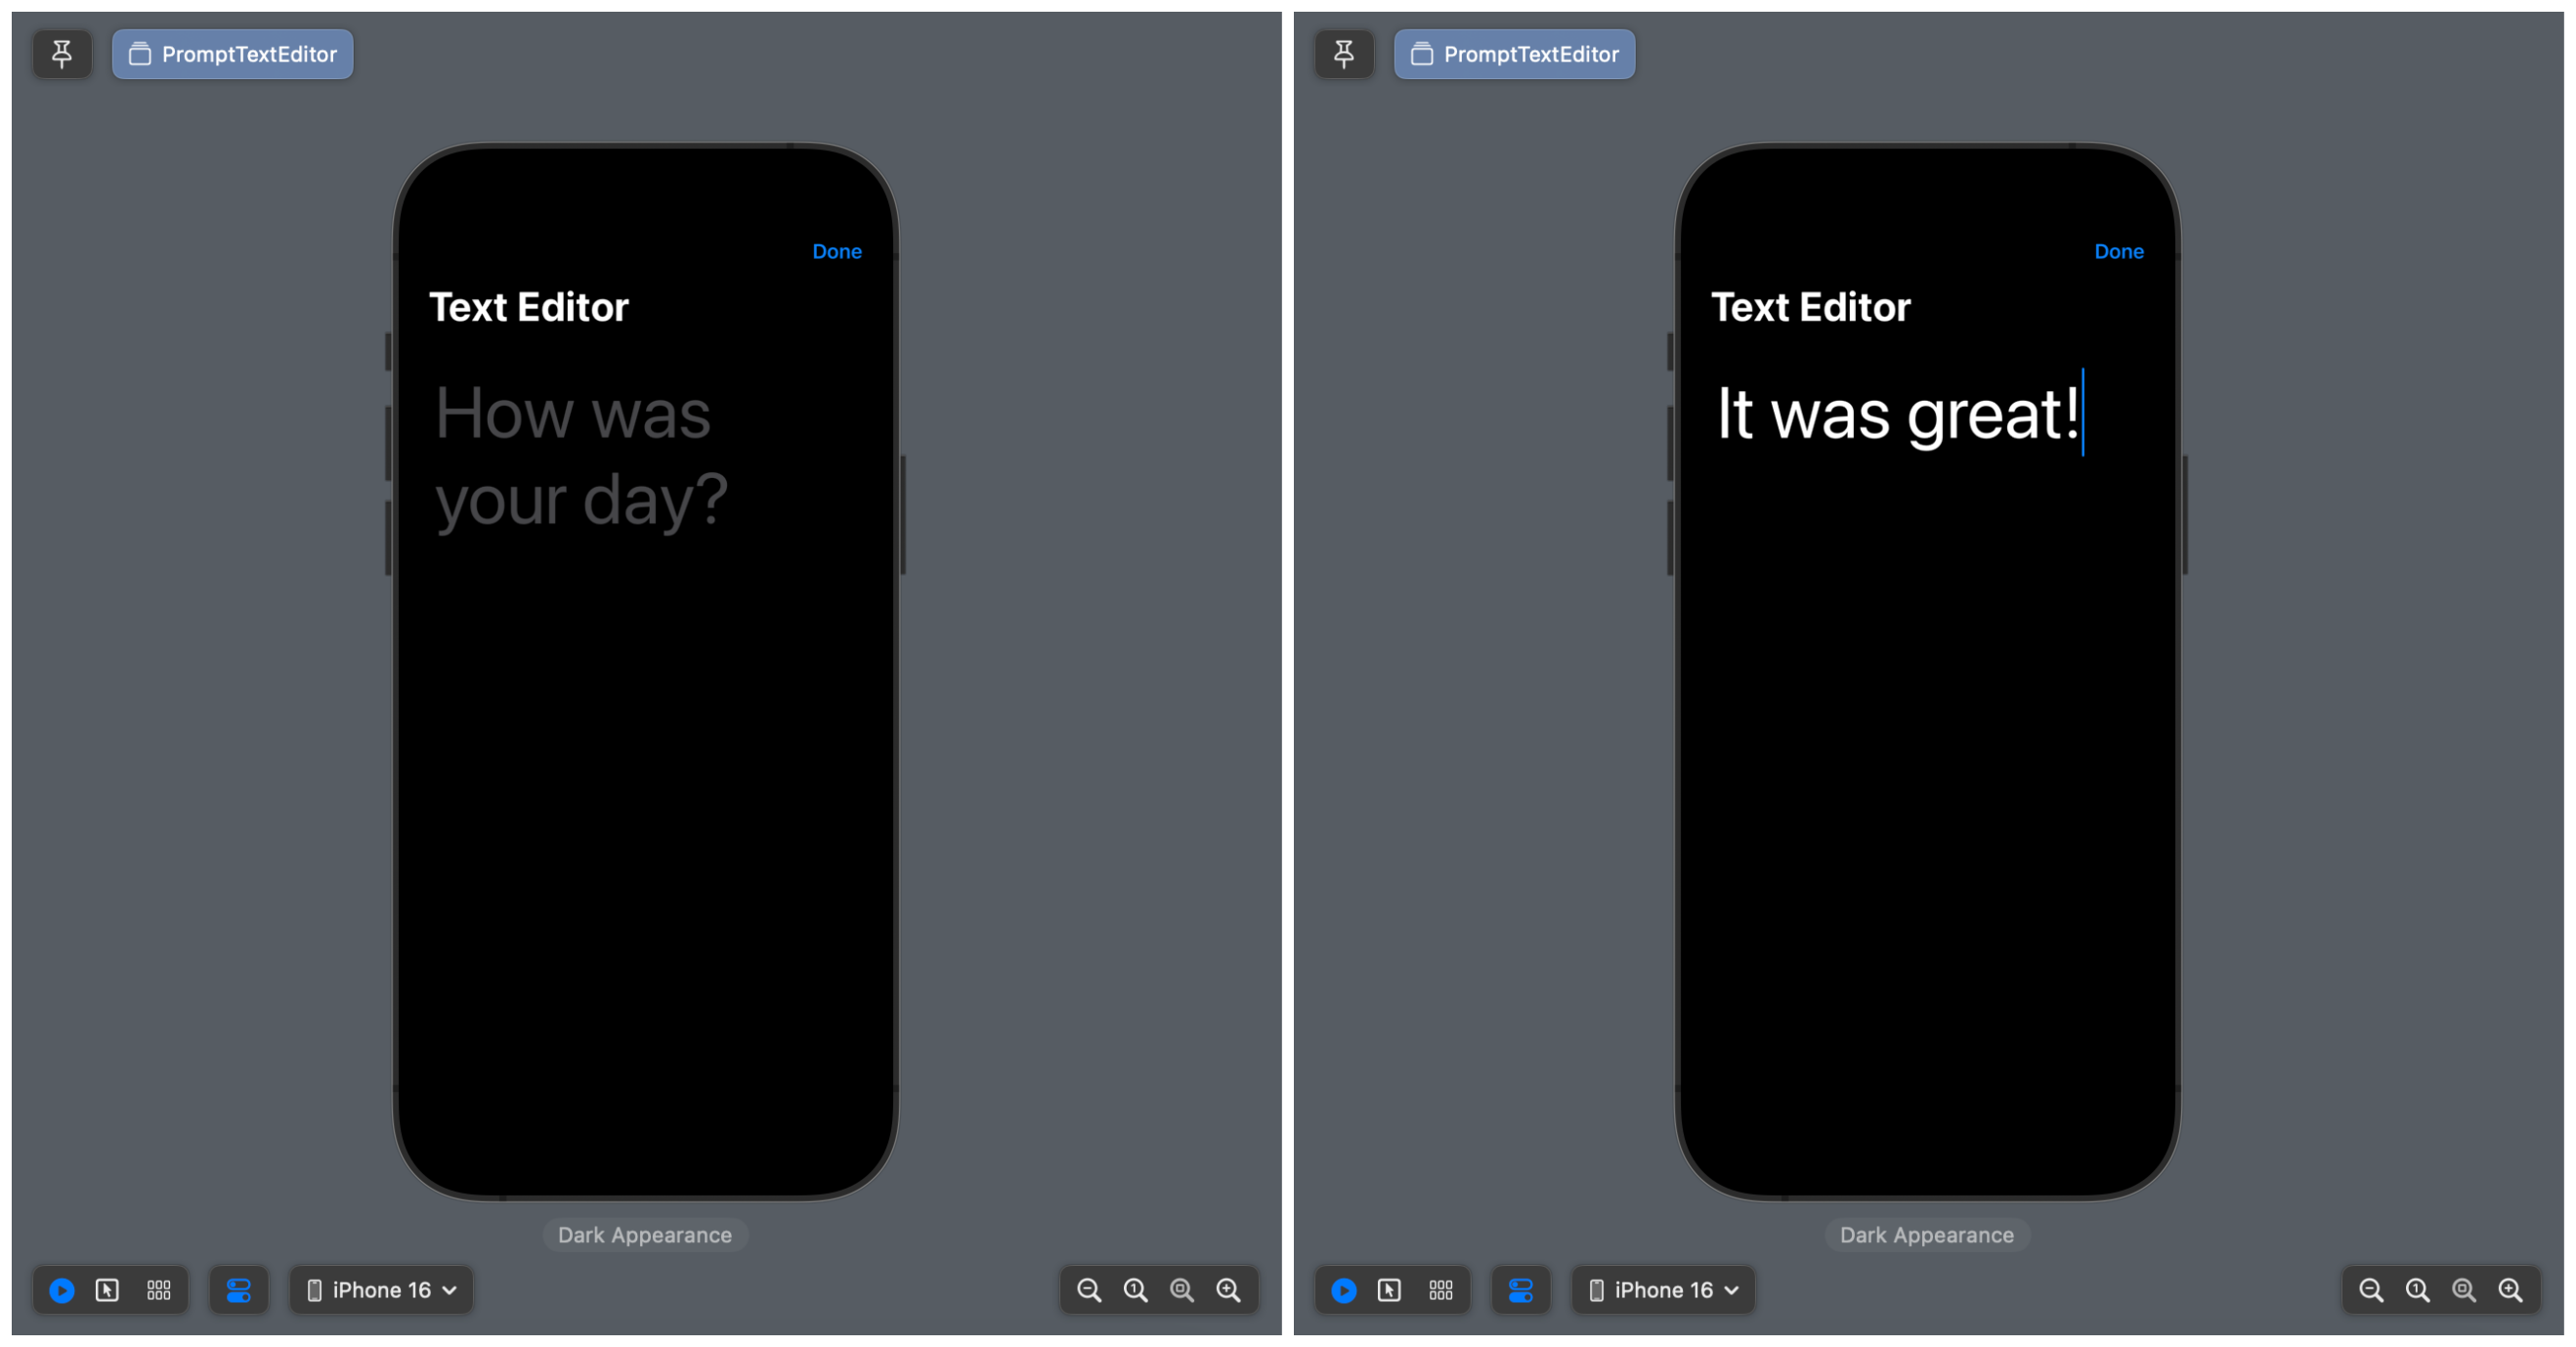 PromptTextEditor
Done
Text Editor
How was
your day?
Dark Appearance
iPhone 16
PromptTextEditor
Done
Text Editor
It was great!
Dark Appearance
iPhone 16